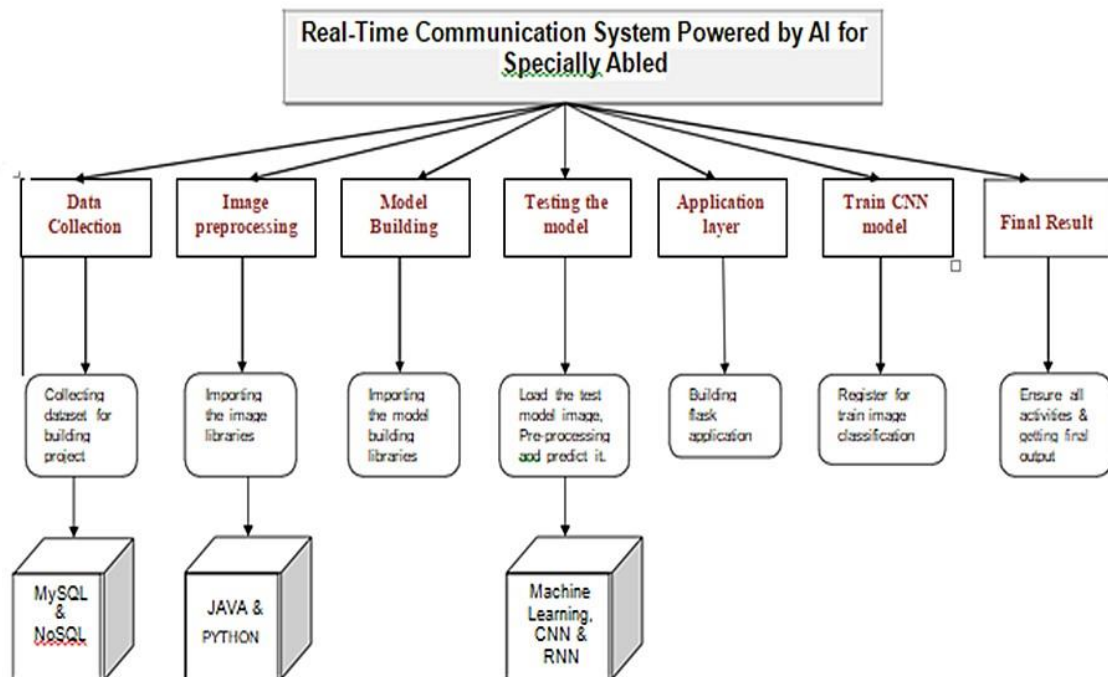 Real-Time Communication System Powered by AI for
Specially Abled
Data
Collection
Image
preprocessing
Model
Building
Testing the
model
Application
layer
Train CNN
model
Final Result
Collecting
dataset for
building
project
Importing
the image
libraries
Importing
the model
building
libraries
Load the test
model image,
Pre-processing
aod predict it.
Building
flask
application
Register for
train image
classification
Ensure all
activities &
getting final
output
MySQL
&
NoSQL
JAVA &
PYTHON
Machine
Learning,
CNN &
RNN